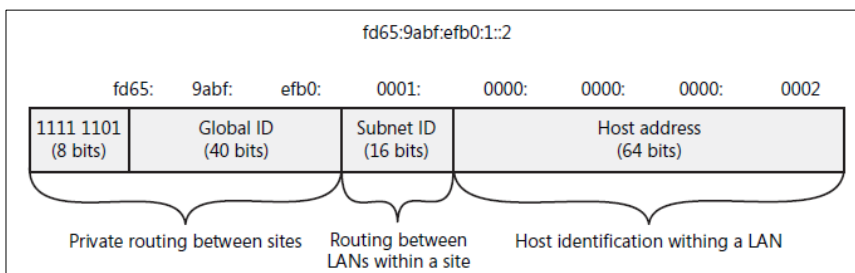 fd65:9abf:efb0:1::2
fd65: 9abf: efb0: 0001: 0000: 0000: 0000: 0002
1111 1101 Global ID Subnet ID Host address
(8 bits) (40 bits) (16 bits) (64 bits)
Private routing between sites Routing between Host identification withing a LAN
LANs within a site